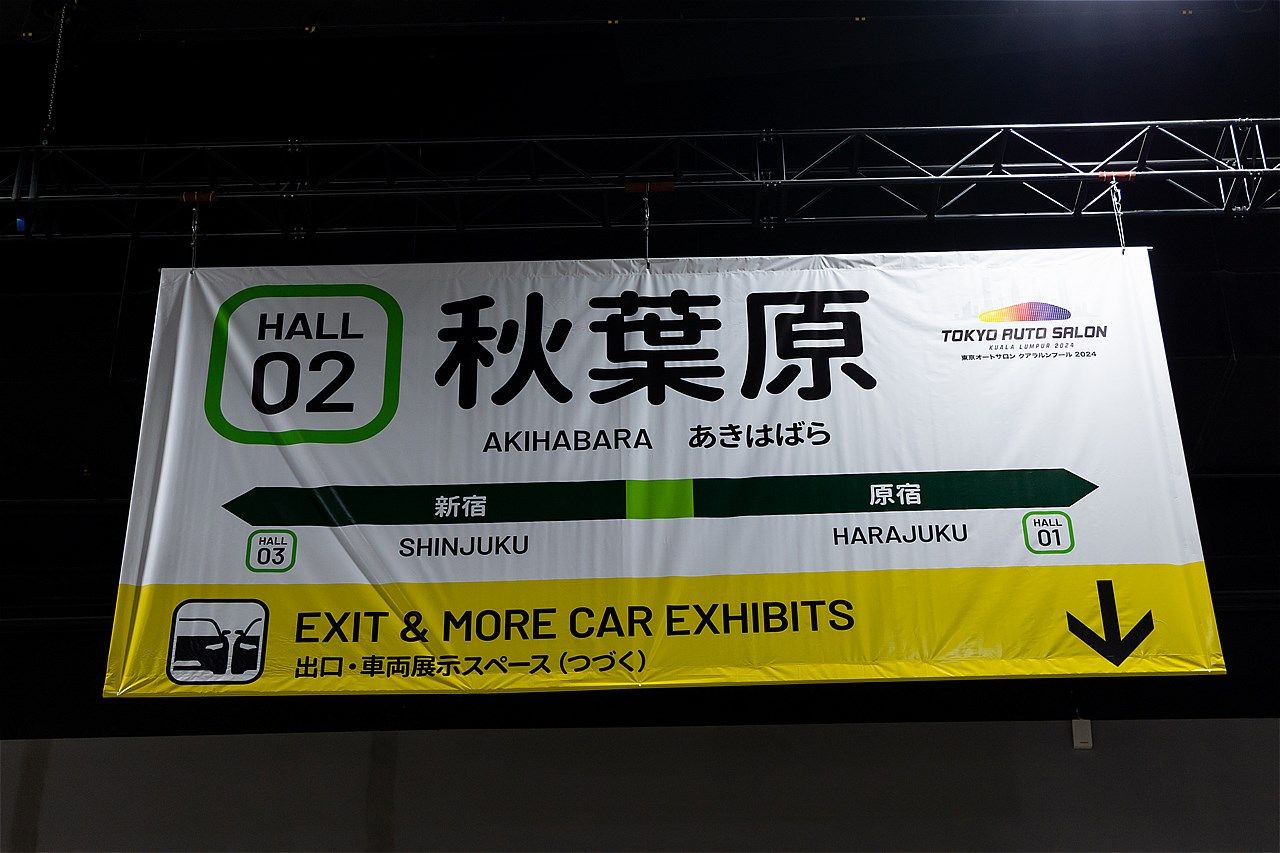 HALL
02
秋葉原
AKIHABARA あきはばら
TOKYO AUTO SALON
KUALA LUMPUR 2024
東京オートサロン クアラルンプール 2024
新宿
原宿
HALL
03
SHINJUKU
HARAJUKU
HALL
01
EXIT & MORE CAR EXHIBITS
出口・車両展示スペース(つづく)